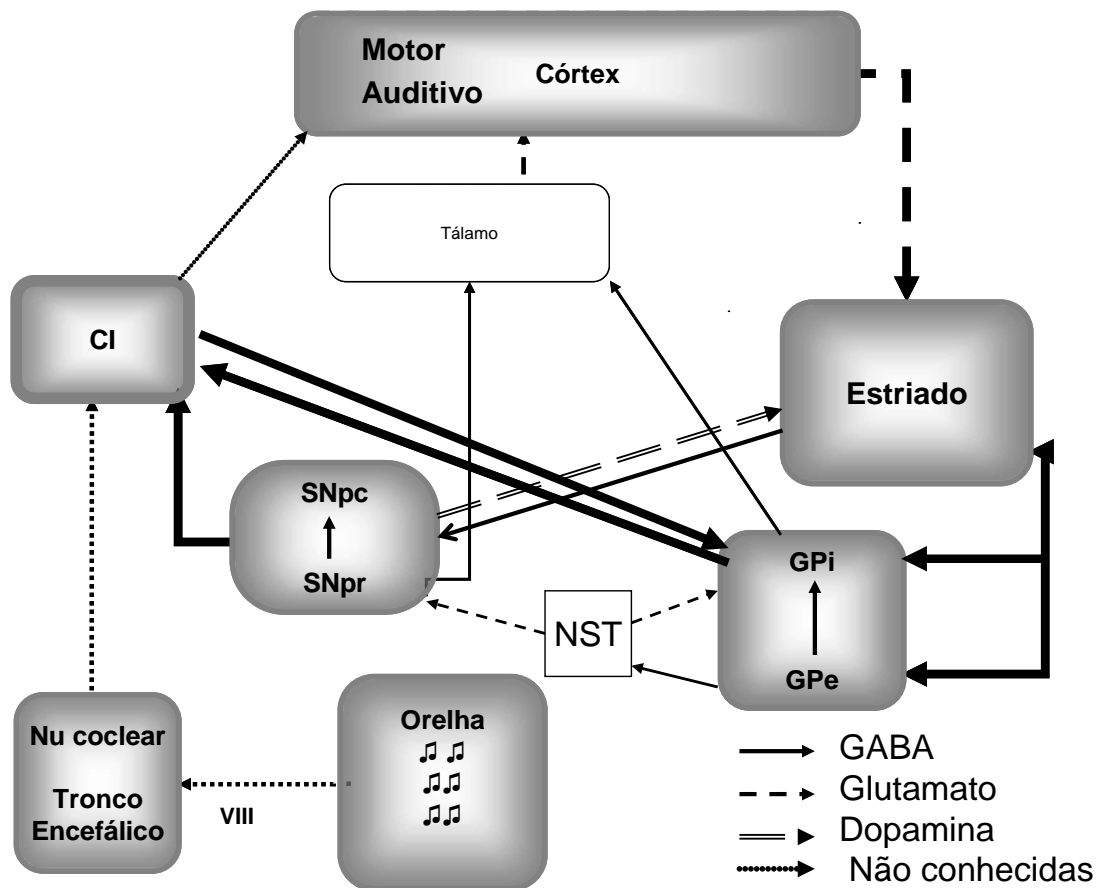 Motor
Auditivo
Córtex
Tálamo
CI
Estriado
SNpc
SNpr
GPi
NST
GPe
Nu coclear
Tronco
Encefálico
VIII
Orelha
♫ ♫
♫♫
♫♫
GABA
Glutamato
Dopamina
Não conhecidas